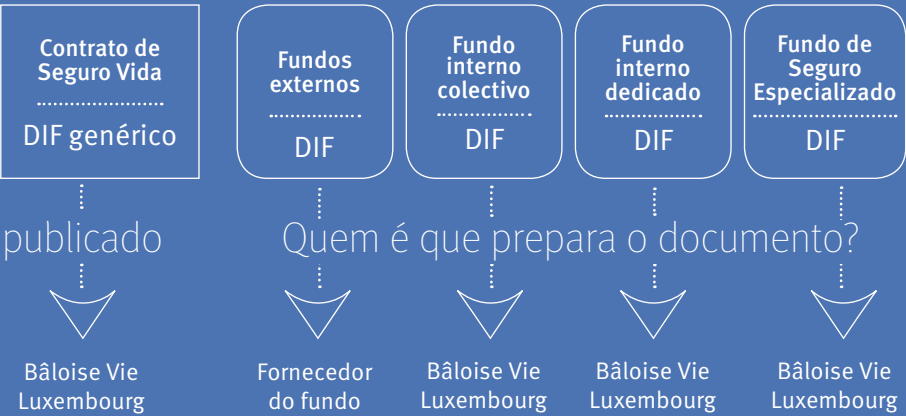 Contrato de
Seguro Vida
DIF genérico
Fundos
externos
DIF
Fundo
interno
colectivo
DIF
Fundo
interno
dedicado
DIF
Fundo de
Seguro
Especializado
DIF
publicado
Quem é que prepara o documento?
Bâloise Vie
Luxembourg
Fornecedor
do fundo
Bâloise Vie
Luxembourg
Bâloise Vie
Luxembourg
Bâloise Vie
Luxembourg